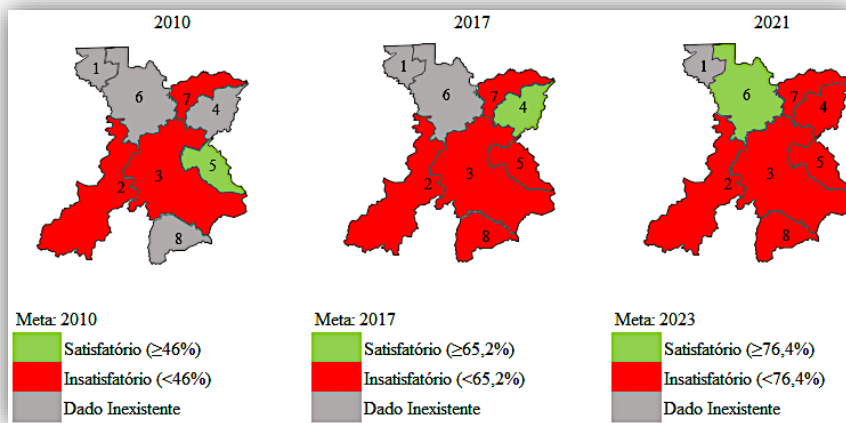 2010
2017
2021
1
6
7
4
5
3
2
8
1
6
7
4
5
3
2
8
1
6
7
4
5
3
2
8
Meta: 2010
Satisfatório (≥46%)
Insatisfatório (<46%)
Dado Inexistente
Meta: 2017
Satisfatório (≥65,2%)
Insatisfatório (<65,2%)
Dado Inexistente
Meta: 2023
Satisfatório (≥76,4%)
Insatisfatório (<76,4%)
Dado Inexistente